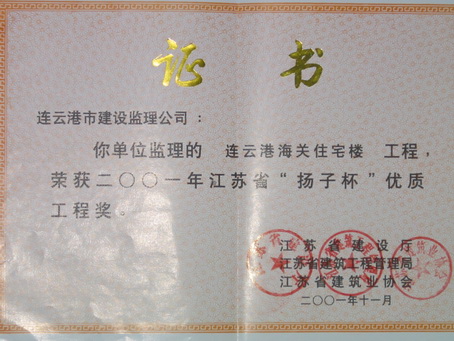 证书
连云港市建设监理公司：
你单位监理的 连云港海关住宅楼 工程，
荣获二〇〇一年江苏省“扬子杯”优质
工程奖。
江苏省建设厅
江苏省建筑工程管理局
江苏省建筑业协会
二〇〇一年十一月